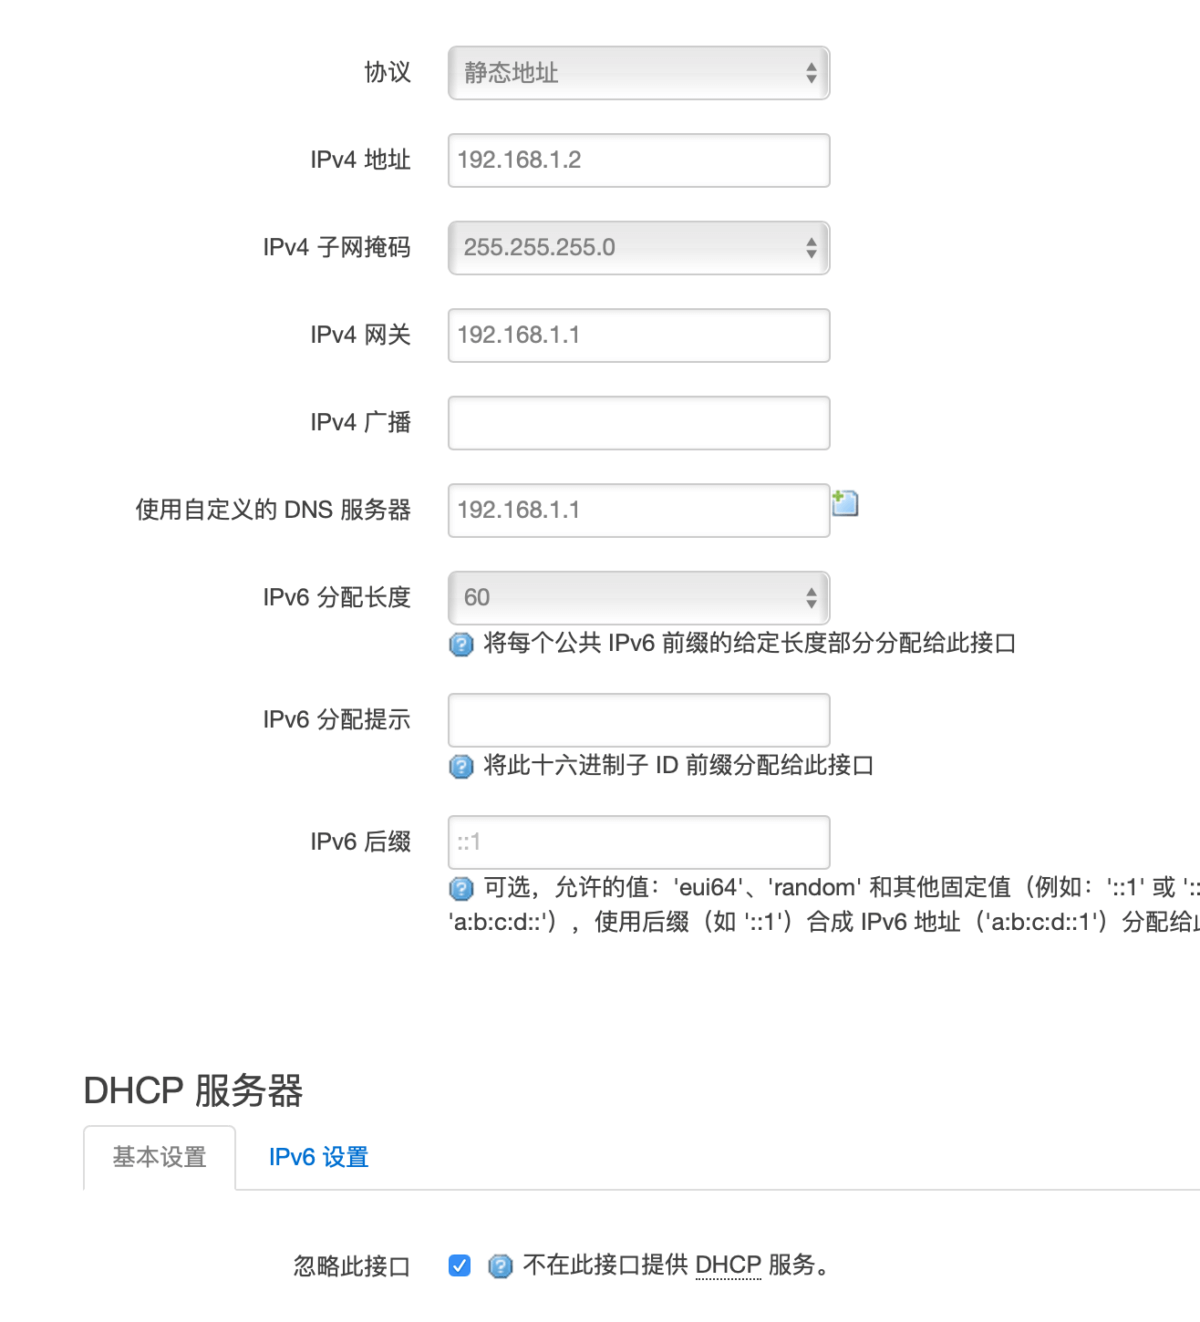 协议 静态地址
IPv4 地址 192.168.1.2
IPv4 子网掩码 255.255.255.0
IPv4 网关 192.168.1.1
IPv4 广播
使用自定义的 DNS 服务器 192.168.1.1
IPv6 分配长度 60
将每个公共 IPv6 前缀的给定长度部分分配给此接口
IPv6 分配提示
将此十六进制子 ID 前缀分配给此接口
IPv6 后缀 ::1
可选，允许的值：'eui64'、'random' 和其他固定值（例如：'::1' 或 '::
'a:b:c:d::'），使用后缀（如 '::1'）合成 IPv6 地址（'a:b:c:d::1'）分配给
DHCP 服务器
基本设置 IPv6 设置
忽略此接口 不在此接口提供 DHCP 服务。